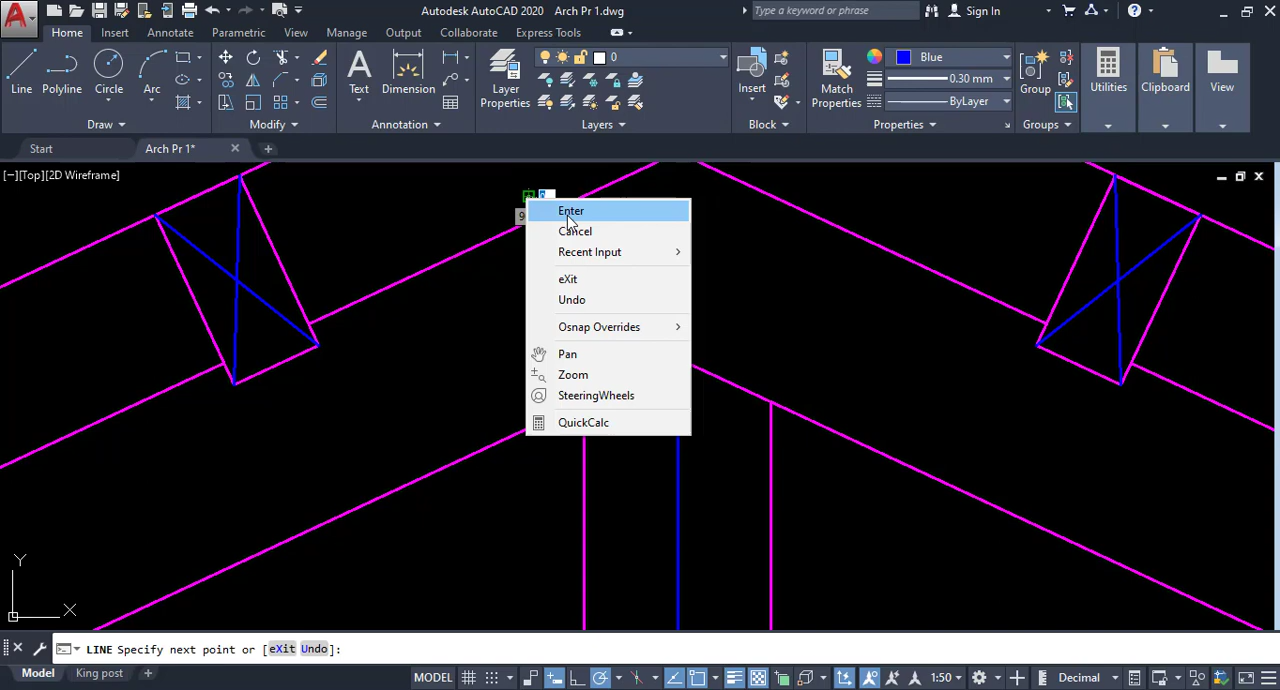 Autodesk AutoCAD 2020 Arch Pr 1.dwg
Type a keyword or phrase
Sign In
Home Insert Annotate Parametric View Manage Output Collaborate Express Tools
Line Polyline Circle Arc
Text Dimension
Layer Properties
0
Insert
Match Properties
Blue
0.30 mm
ByLayer
Group
Utilities
Clipboard
View
Draw Modify Annotation Layers Block Properties Groups
Start Arch Pr 1*
[−][Top][2D Wireframe]
Enter
Cancel
Recent Input
eXit
Undo
Osnap Overrides
Pan
Zoom
SteeringWheels
QuickCalc
Y
X
LINE Specify next point or [eXit Undo]:
Model King post
MODEL 1:50 Decimal